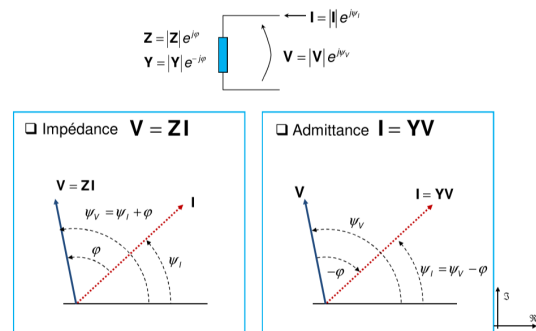 I = |I| e^{jψ_I}
Z = |Z| e^{jφ}
Y = |Y| e^{-jφ}
V = |V| e^{jψ_V}
❑ Impédance V = ZI
V = ZI
I
ψ_V = ψ_I + φ
φ
ψ_I
❑ Admittance I = YV
V
I = YV
ψ_V
-φ
ψ_I = ψ_V - φ
ℑ
ℜ